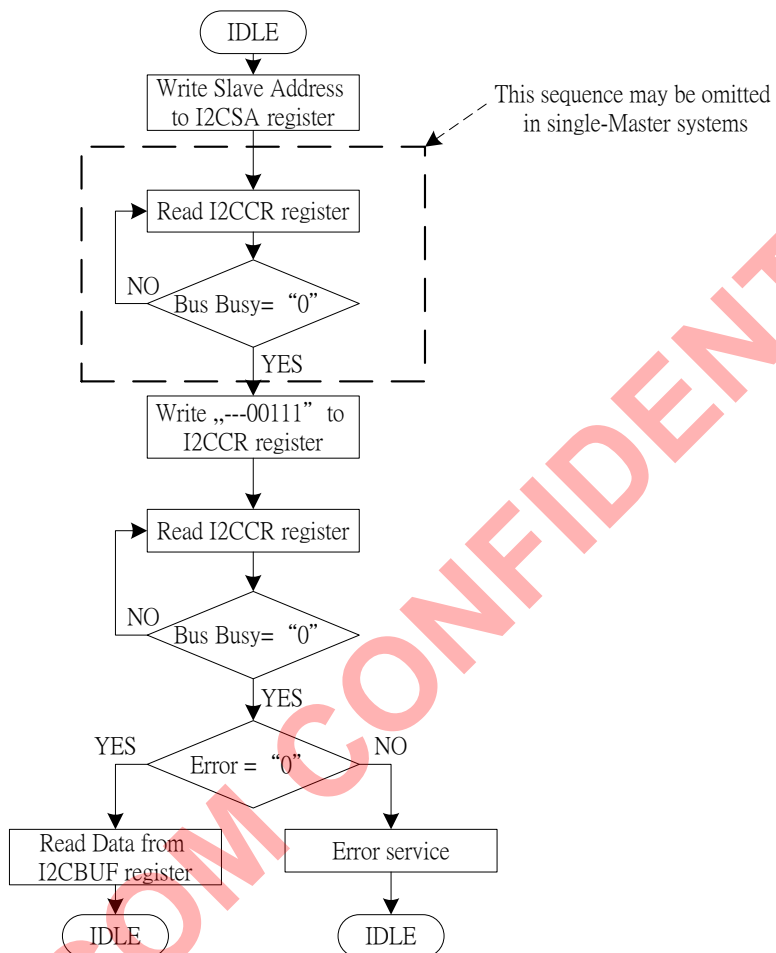 IDLE
Write Slave Address
to I2CSA register
This sequence may be omitted
in single-Master systems
Read I2CCR register
NO
Bus Busy= “0”
YES
Write „---00111” to
I2CCR register
Read I2CCR register
NO
Bus Busy= “0”
YES
YES
NO
Error = “0”
Read Data from
I2CBUF register
Error service
IDLE
IDLE
COM CONFIDENT